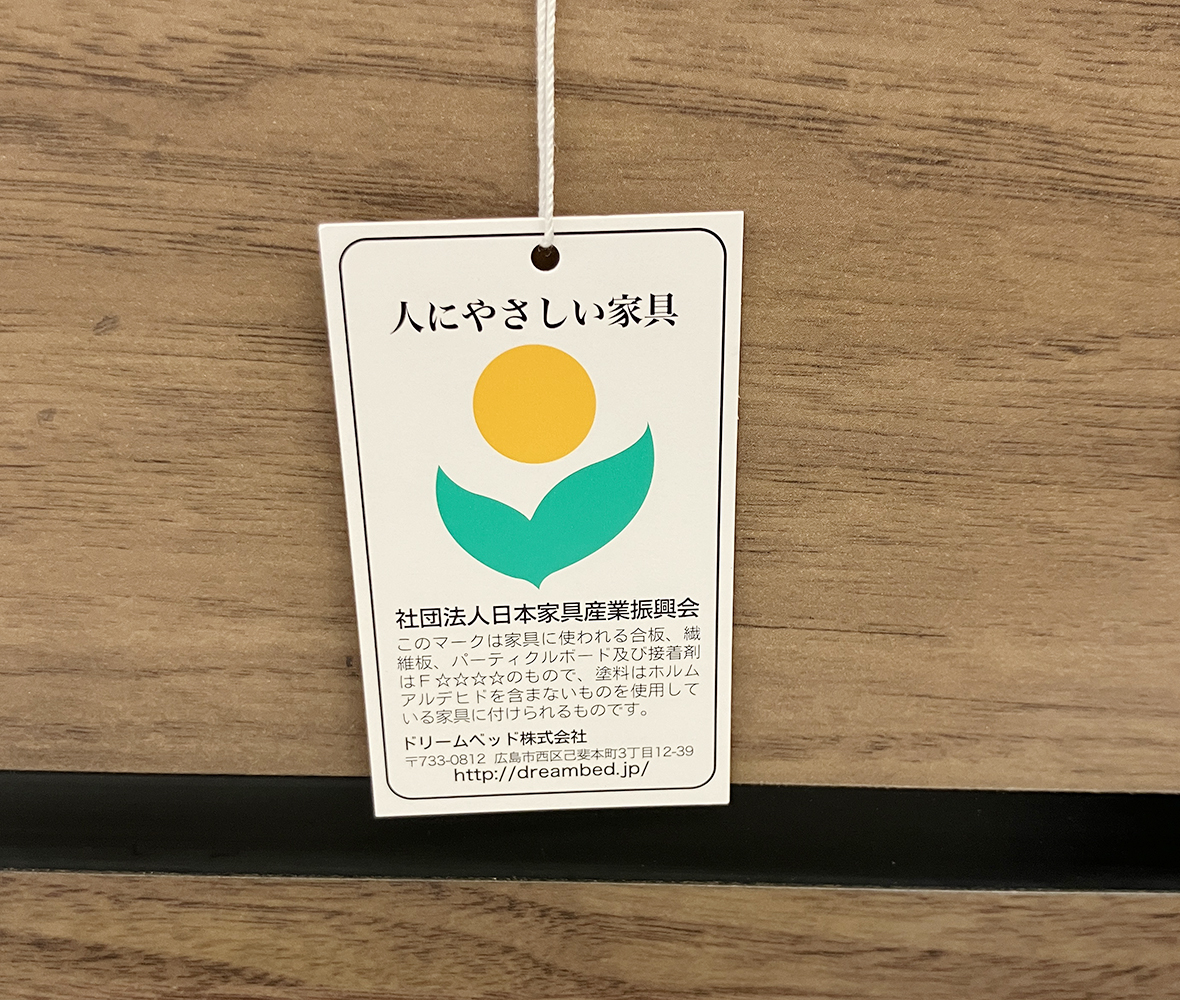 人にやさしい家具
社団法人日本家具産業振興会
このマークは家具に使われる合板、繊
維板、パーティクルボード及び接着剤
はF☆☆☆☆のもので、塗料はホルム
アルデヒドを含まないものを使用して
いる家具に付けられるものです。
ドリームベッド株式会社
〒733-0812 広島市西区己斐本町3丁目12-39
http://dreambed.jp/